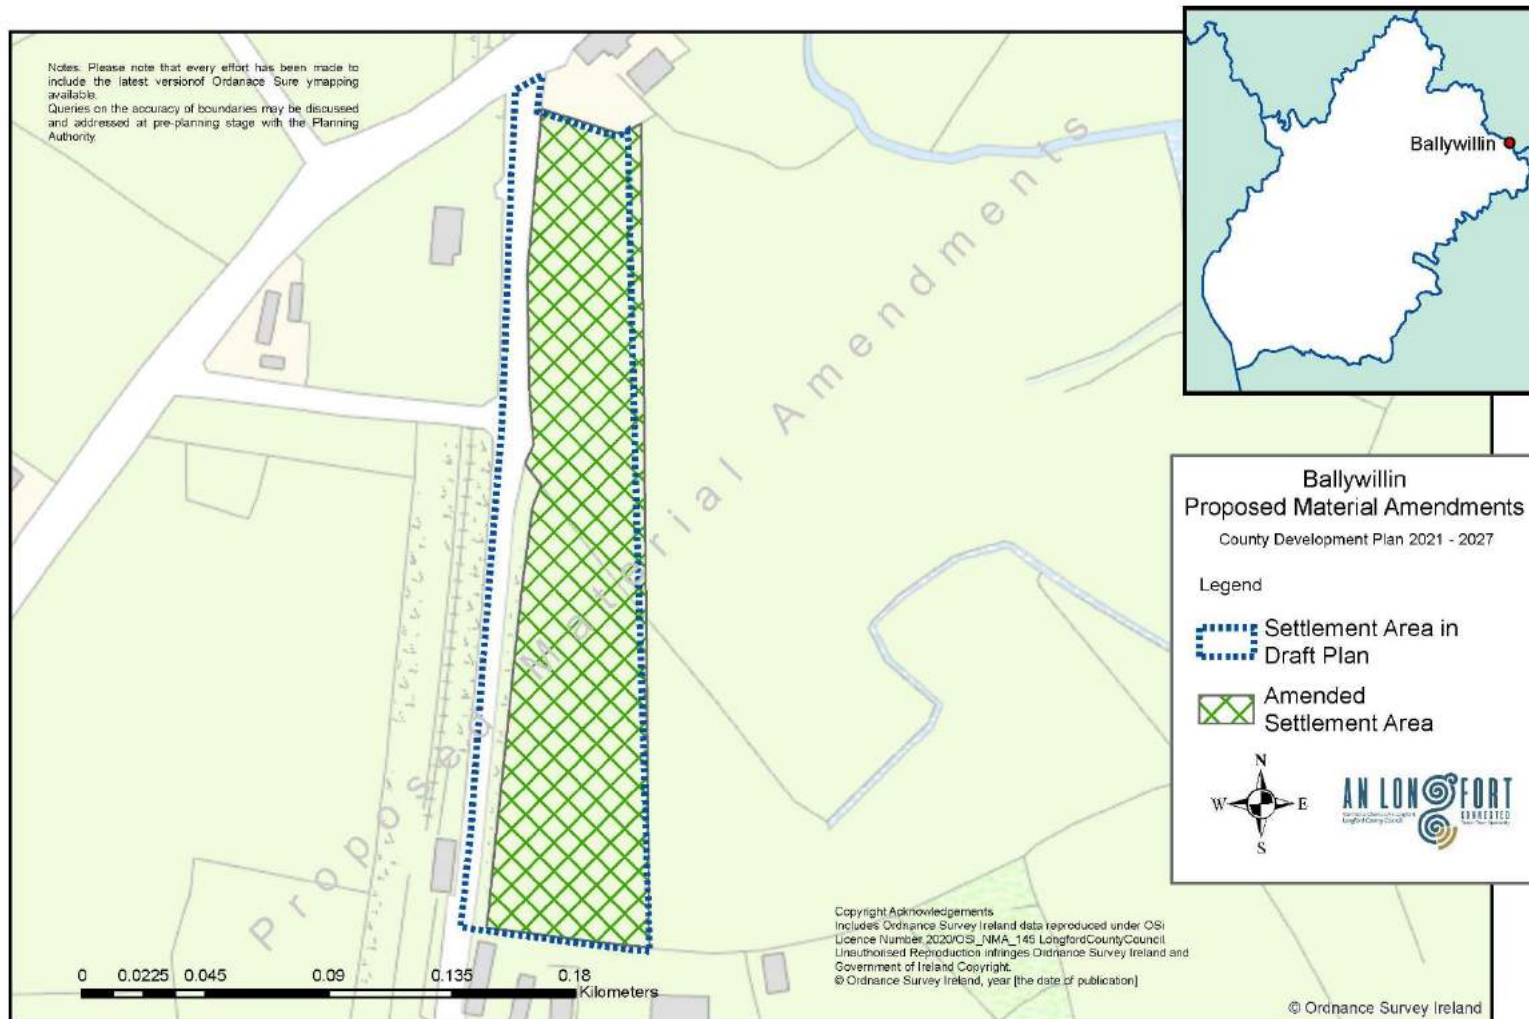 Notes: Please note that every effort has been made to
include the latest versionof Ordanace Sure ymapping
available.
Queries on the accuracy of boundaries may be discussed
and addressed at pre-planning stage with the Planning
Authority.
Ballywillin
Proposed Material Amendments
Ballywillin
Proposed Material Amendments
County Development Plan 2021 - 2027
Legend
Settlement Area in
Draft Plan
Amended
Settlement Area
N
W E
S
AN LONGFORT
CONNECTED
Longford County Council
Copyright Acknowledgements
Includes Ordnance Survey Ireland data reproduced under OSi
Licence Number 2020/OSi_NMA_145 LongfordCountyCouncil
Unauthorised Reproduction infringes Ordnance Survey Ireland and
Government of Ireland Copyright.
© Ordnance Survey Ireland, year [the date of publication]
0 0.0225 0.045 0.09 0.135 0.18
Kilometers
© Ordnance Survey Ireland